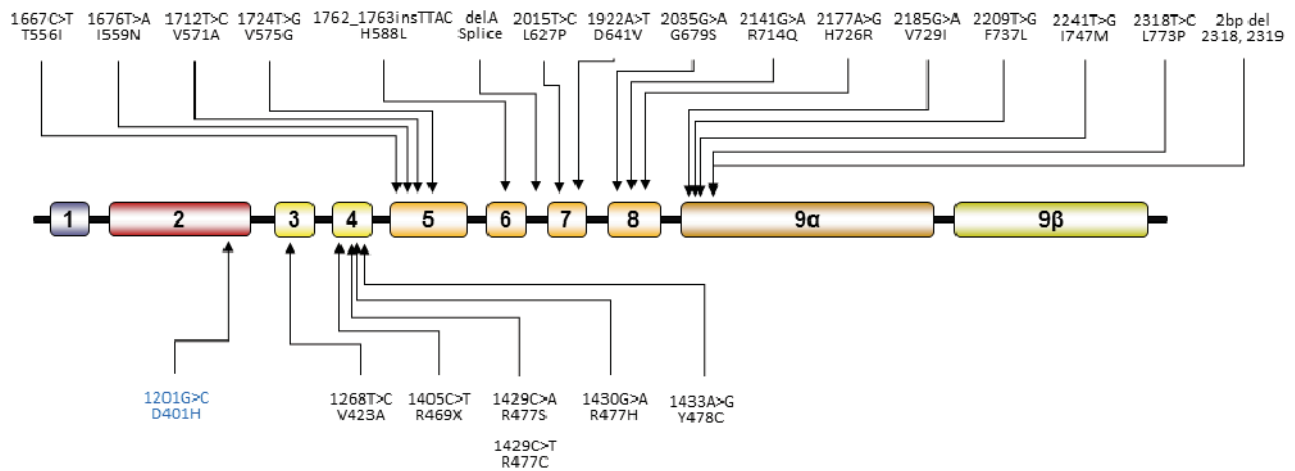 1667C>T 1676T>A 1712T>C 1724T>G 1762_1763insTTAC delA 2015T>C 1922A>T 2035G>A 2141G>A 2177A>G 2185G>A 2209T>G 2241T>G 2318T>C 2bp del
T556I I559N V571A V575G H588L Splice L627P D641V G679S R714Q H726R V729I F737L I747M L773P 2318, 2319
1 2 3 4 5 6 7 8 9α 9β
1201G>C 1268T>C 1405C>T 1429C>A 1430G>A 1433A>G
D401H V423A R469X R477S R477H Y478C
1429C>T
R477C